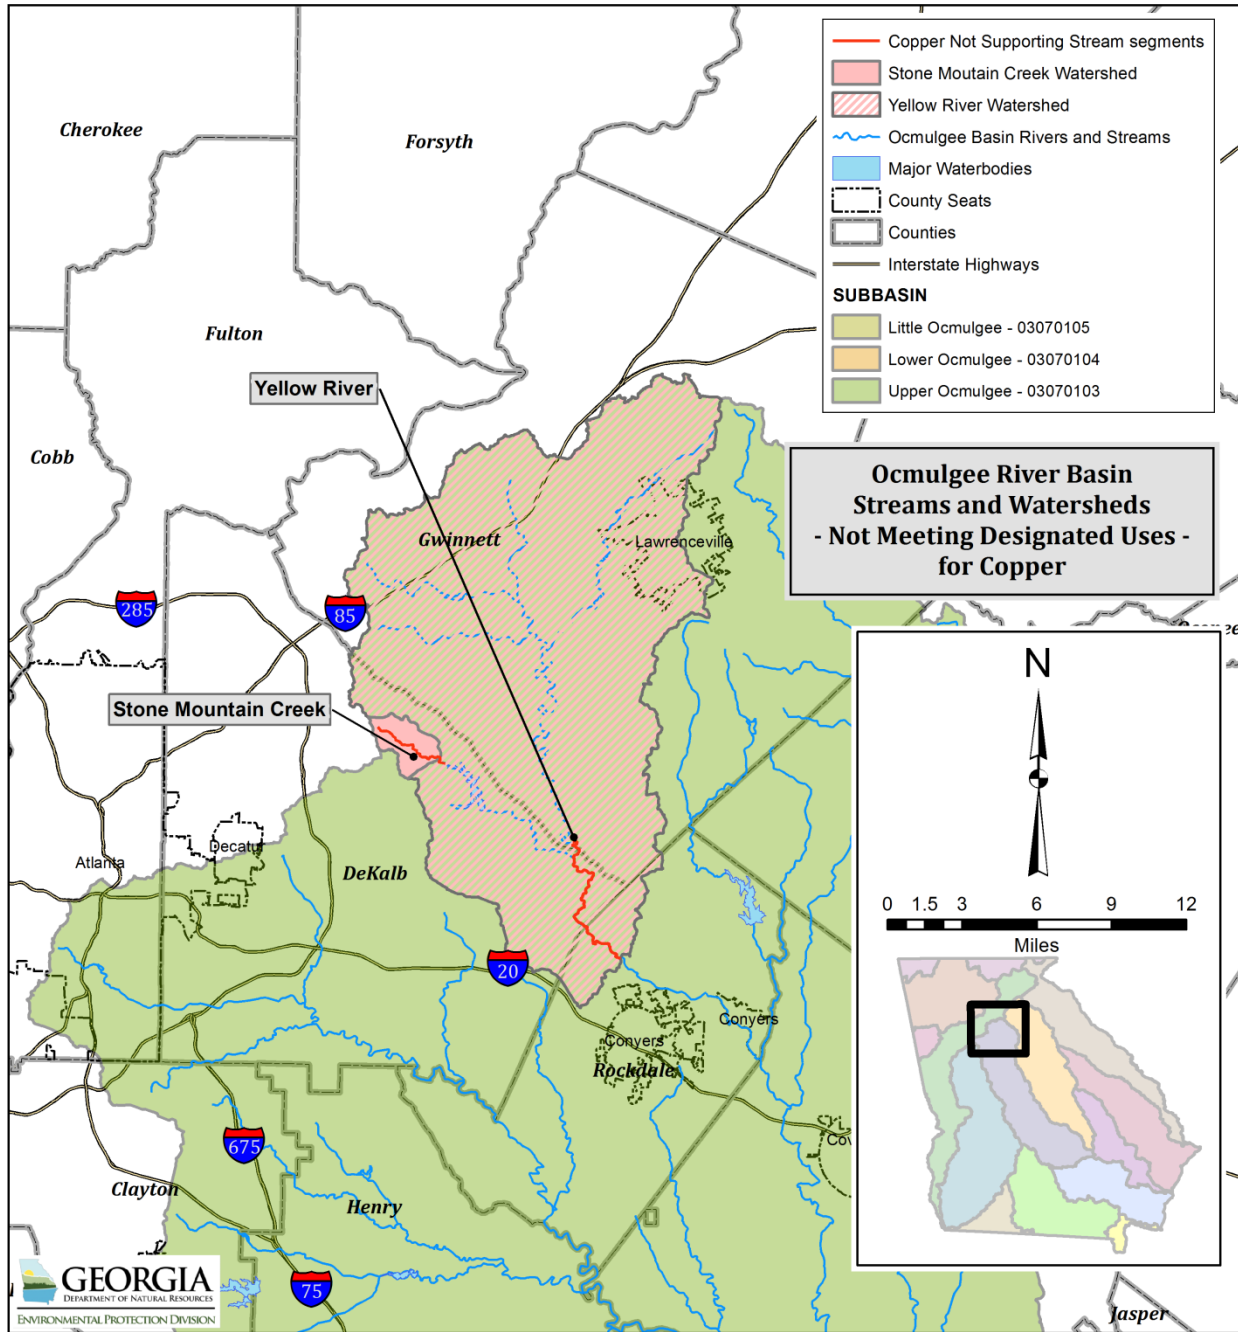 Copper Not Supporting Stream segments
Stone Moutain Creek Watershed
Yellow River Watershed
Ocmulgee Basin Rivers and Streams
Major Waterbodies
County Seats
Counties
Interstate Highways
SUBBASIN
Little Ocmulgee - 03070105
Lower Ocmulgee - 03070104
Upper Ocmulgee - 03070103
Cherokee
Forsyth
Fulton
Yellow River
Cobb
Ocmulgee River Basin
Streams and Watersheds
- Not Meeting Designated Uses -
for Copper
Gwinnett
Lawrenceville
285
85
Stone Mountain Creek
N
Decatur
Atlanta
DeKalb
0 1.5 3 6 9 12
Miles
20
Conyers
Conyers
Rockdale
675
Clayton
Henry
75
GEORGIA
DEPARTMENT OF NATURAL RESOURCES
ENVIRONMENTAL PROTECTION DIVISION
Jasper